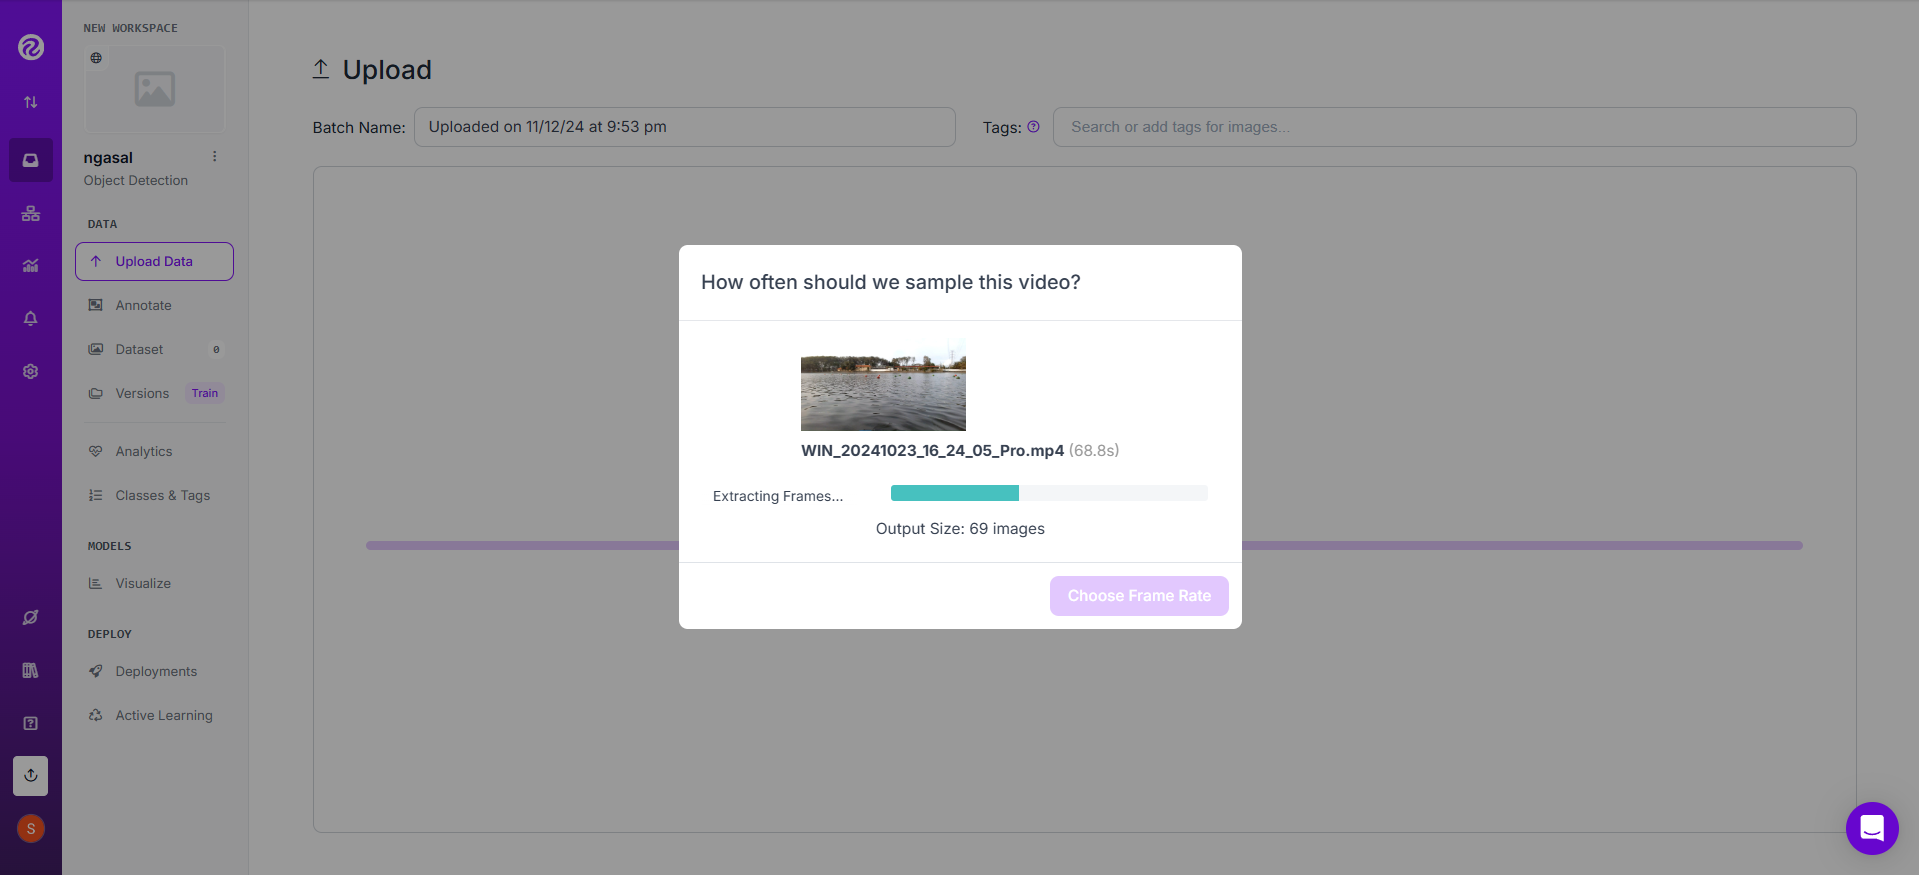 NEW WORKSPACE
ngasal
Object Detection
DATA
Upload Data
Annotate
Dataset 0
Versions Train
Analytics
Classes & Tags
MODELS
Visualize
DEPLOY
Deployments
Active Learning
S
Upload
Batch Name: Uploaded on 11/12/24 at 9:53 pm
Tags: Search or add tags for images...
How often should we sample this video?
WIN_20241023_16_24_05_Pro.mp4 (68.8s)
Extracting Frames...
Output Size: 69 images
Choose Frame Rate